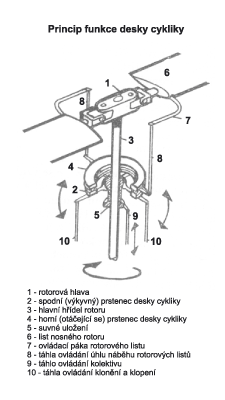 Princip funkce desky cykliky
1
6
8
7
3
8
4
2
5
9
10
10
1 - rotorová hlava
2 - spodní (výkyvný) prstenec desky cykliky
3 - hlavní hřídel rotoru
4 - horní (otáčející se) prstenec desky cykliky
5 - suvné uložení
6 - list nosného rotoru
7 - ovládací páka rotorového listu
8 - táhla ovládání úhlu náběhu rotorových listů
9 - táhlo ovládání kolektivu
10 - táhla ovládání klonění a klopení